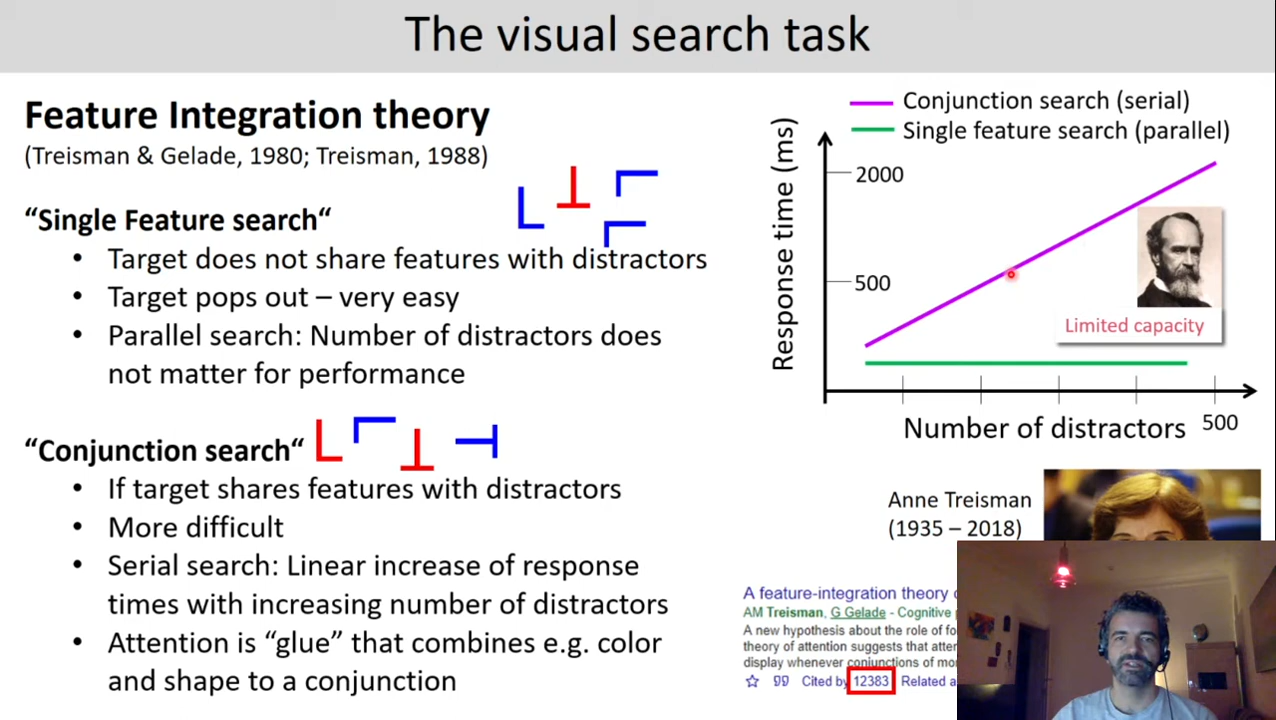 The visual search task
Feature Integration theory
(Treisman & Gelade, 1980; Treisman, 1988)
“Single Feature search“
• Target does not share features with distractors
• Target pops out – very easy
• Parallel search: Number of distractors does
not matter for performance
“Conjunction search“
• If target shares features with distractors
• More difficult
• Serial search: Linear increase of response
times with increasing number of distractors
• Attention is “glue” that combines e.g. color
and shape to a conjunction
Conjunction search (serial)
Single feature search (parallel)
Response time (ms)
2000
500
Limited capacity
Number of distractors
500
Anne Treisman
(1935 – 2018)
A feature-integration theory
AM Treisman, G Gelade - Cognitive
A new hypothesis about the role of
theory of attention suggests that
display whenever conjunctions of
Cited by 12383 Related